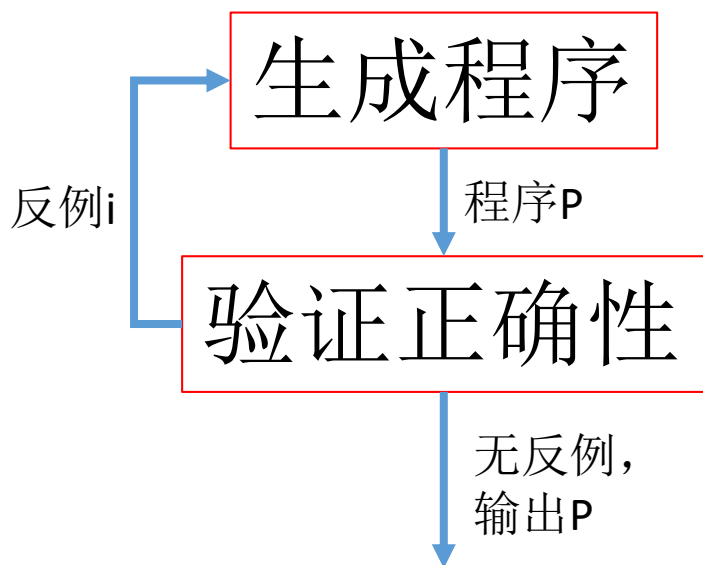 生成程序
反例i
程序P
验证正确性
无反例，
输出P